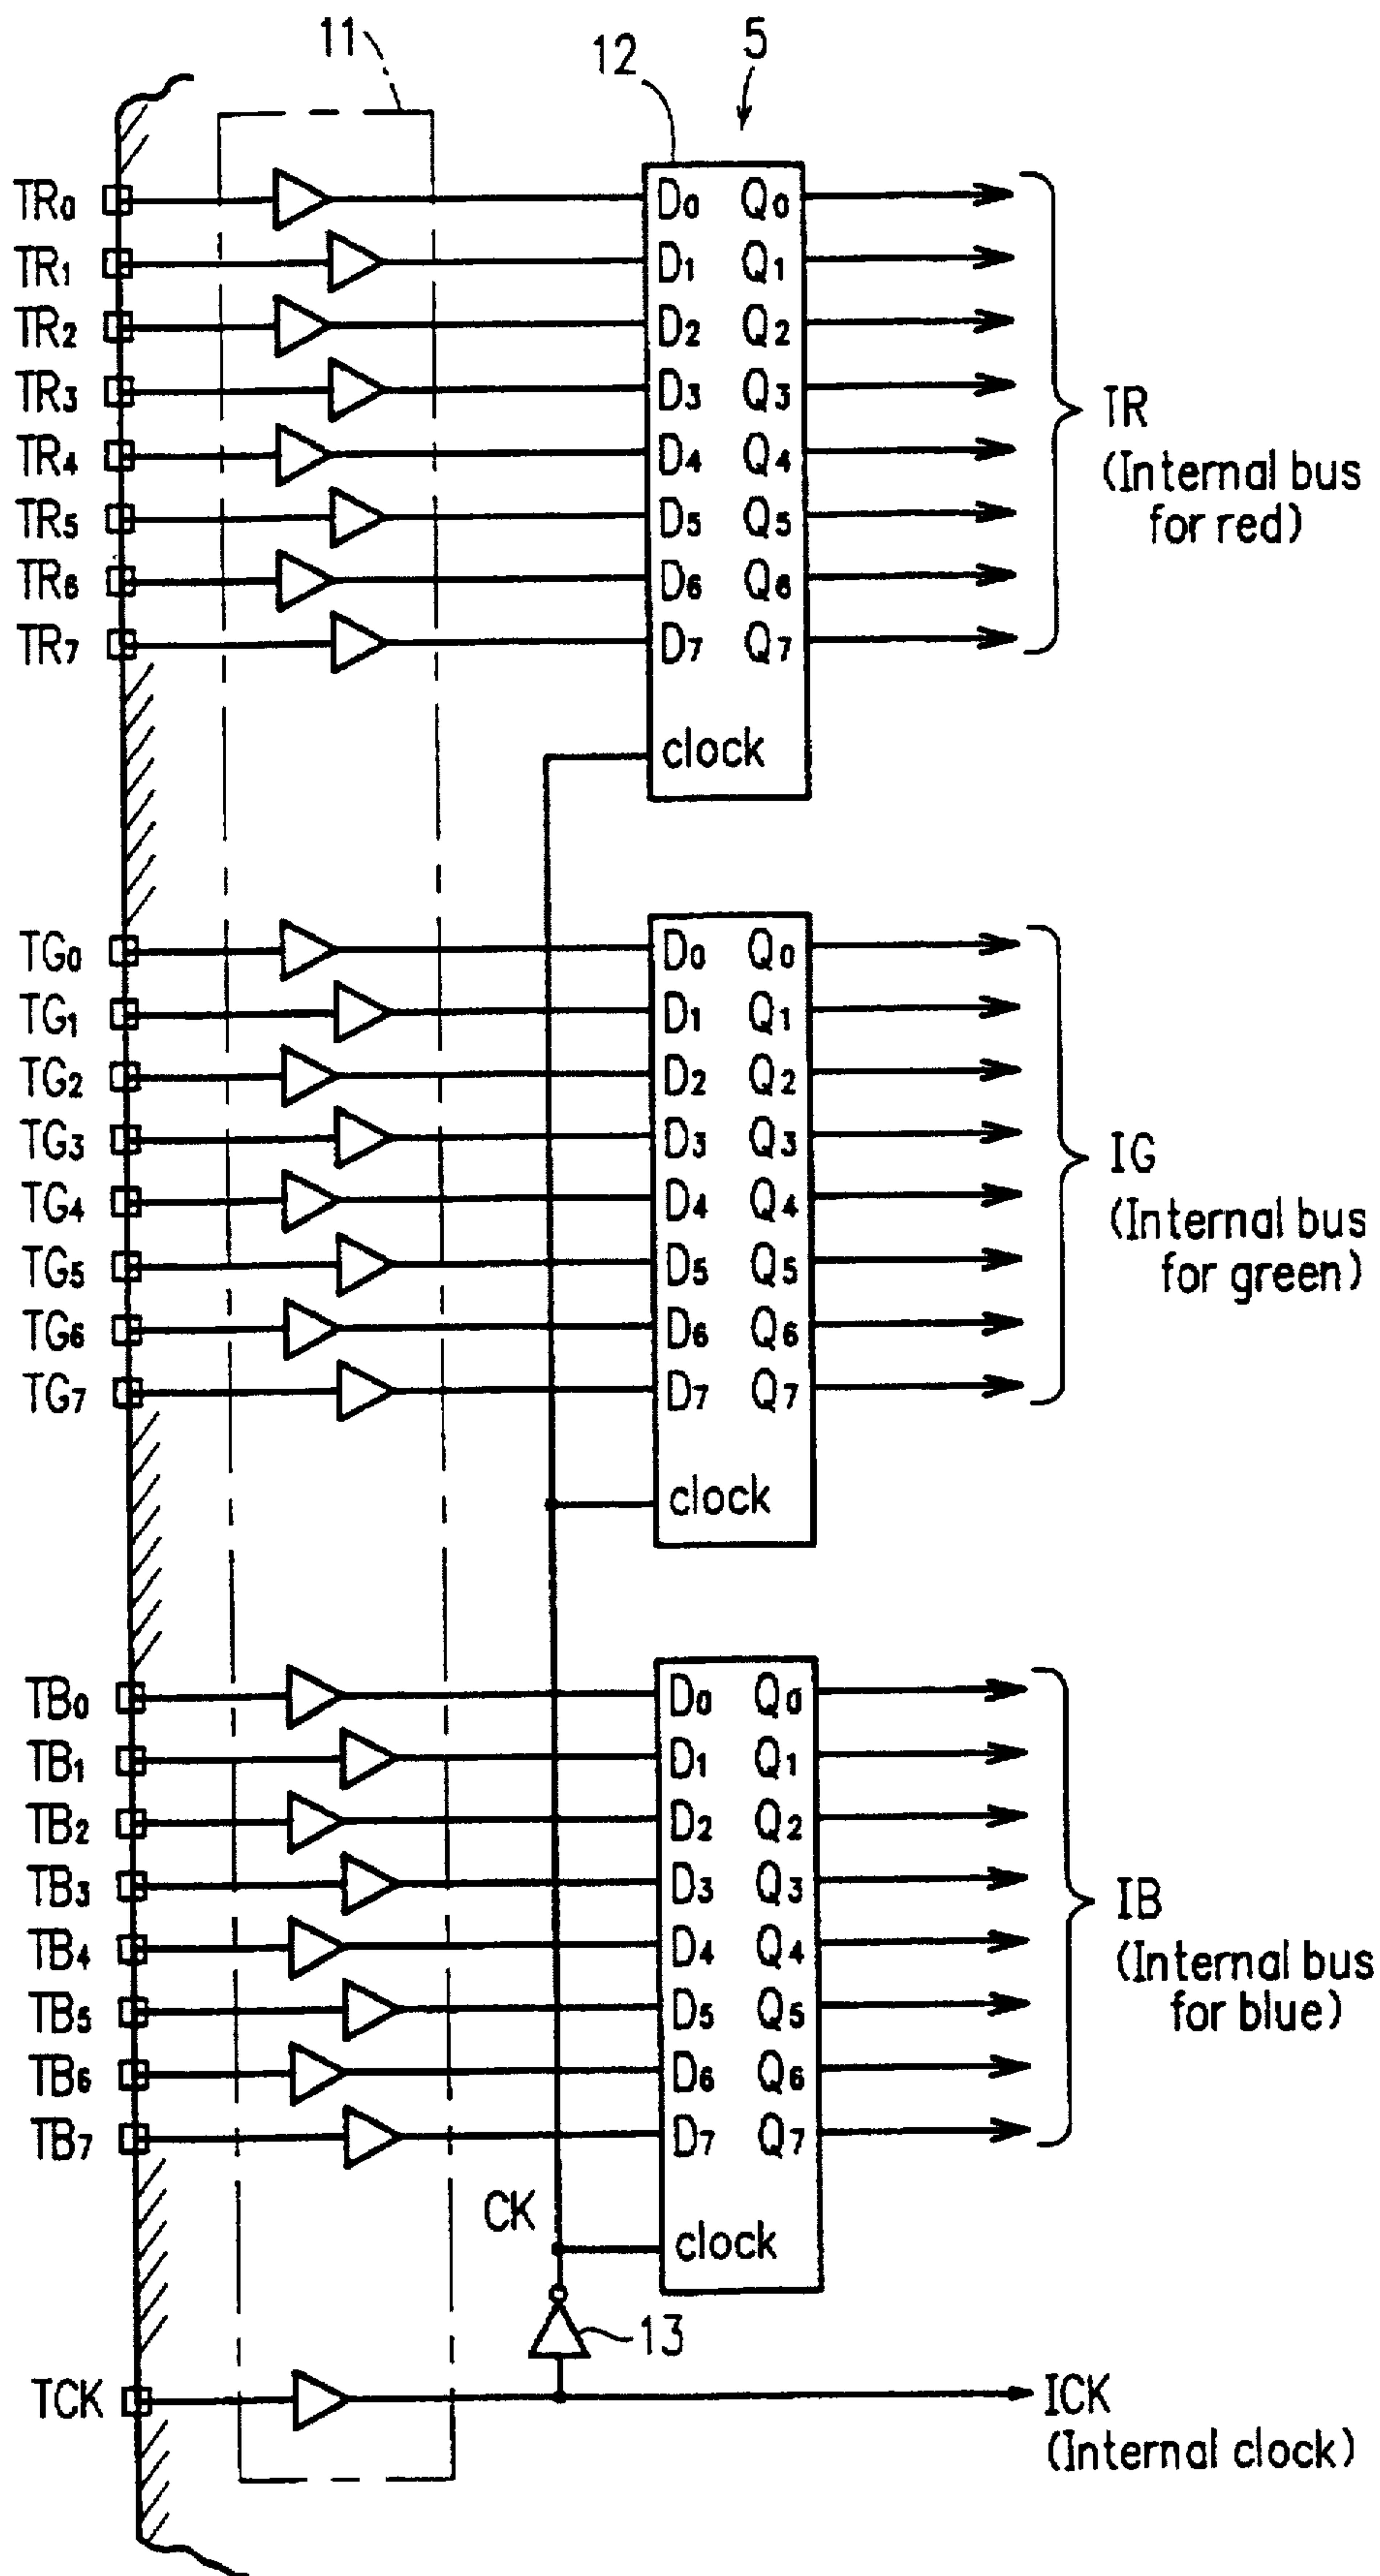 11
12
5
TR0
D0 Q0
TR1
D1 Q1
TR2
D2 Q2
TR3
D3 Q3
TR4
D4 Q4
TR5
D5 Q5
TR6
D6 Q6
TR7
D7 Q7
IR
(Internal bus
for red)
clock
TG0
D0 Q0
TG1
D1 Q1
TG2
D2 Q2
TG3
D3 Q3
TG4
D4 Q4
TG5
D5 Q5
TG6
D6 Q6
TG7
D7 Q7
IG
(Internal bus
for green)
clock
TB0
D0 Q0
TB1
D1 Q1
TB2
D2 Q2
TB3
D3 Q3
TB4
D4 Q4
TB5
D5 Q5
TB6
D6 Q6
TB7
D7 Q7
IB
(Internal bus
for blue)
CK
clock
13
TCK
ICK
(Internal clock)